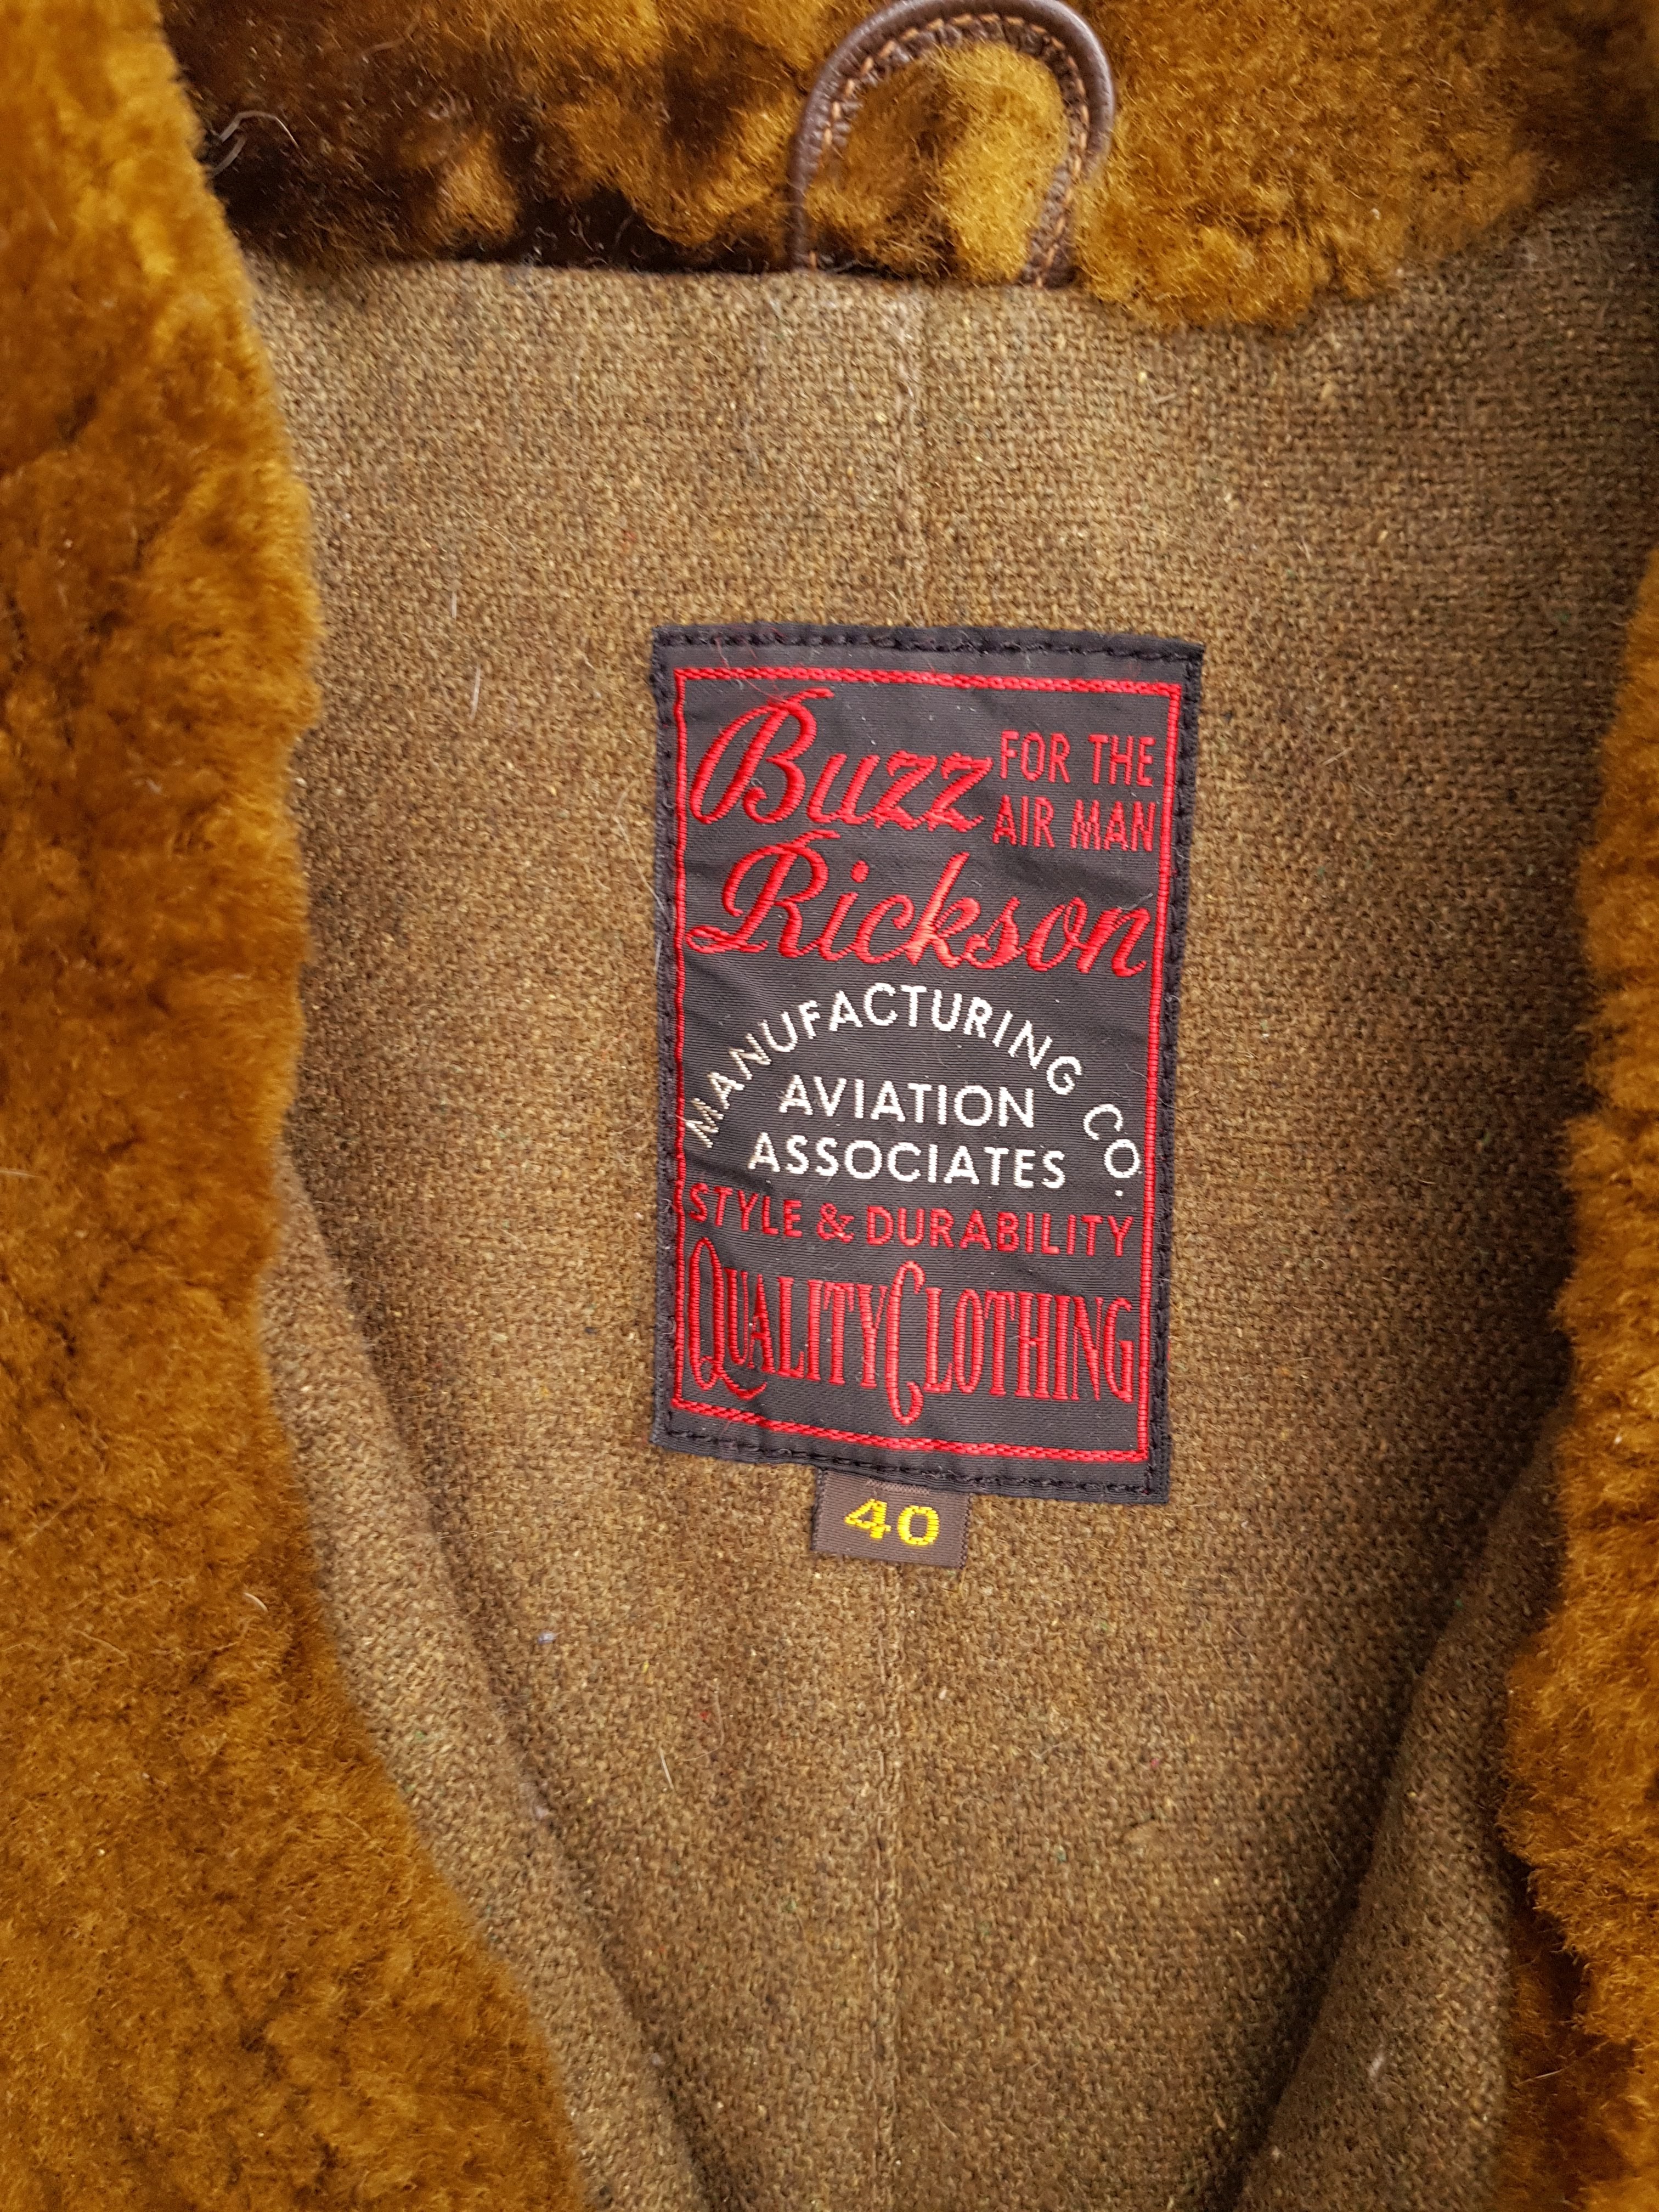 Buzz FOR THE
AIR MAN
Rickson
MANUFACTURING CO.
AVIATION
ASSOCIATES
STYLE & DURABILITY
QUALITY CLOTHING
40